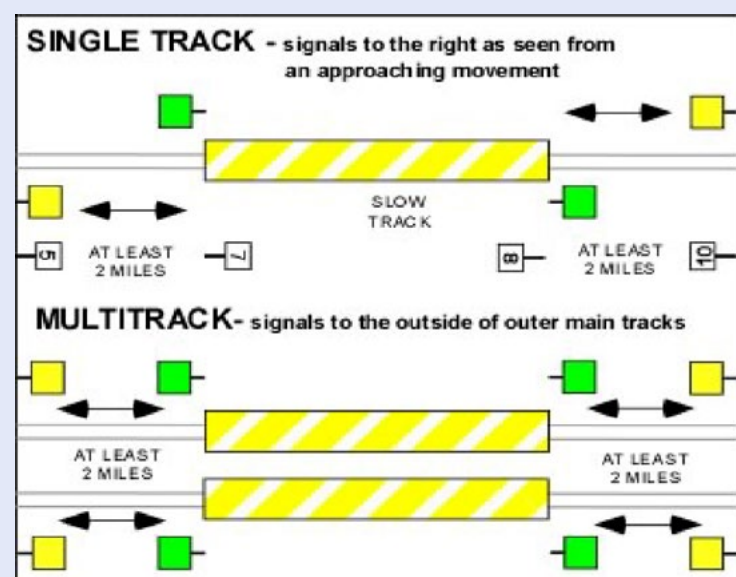 SINGLE TRACK - signals to the right as seen from
an approaching movement
SLOW
TRACK
5
AT LEAST
2 MILES
7
8
AT LEAST
2 MILES
10
MULTITRACK- signals to the outside of outer main tracks
AT LEAST
2 MILES
AT LEAST
2 MILES